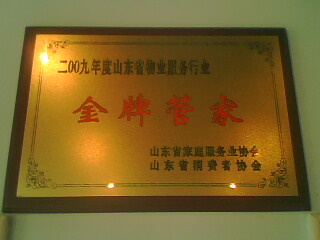 二00九年度山东省物业服务行业
金牌管家
山东省家庭服务业协会
山东省消费者协会